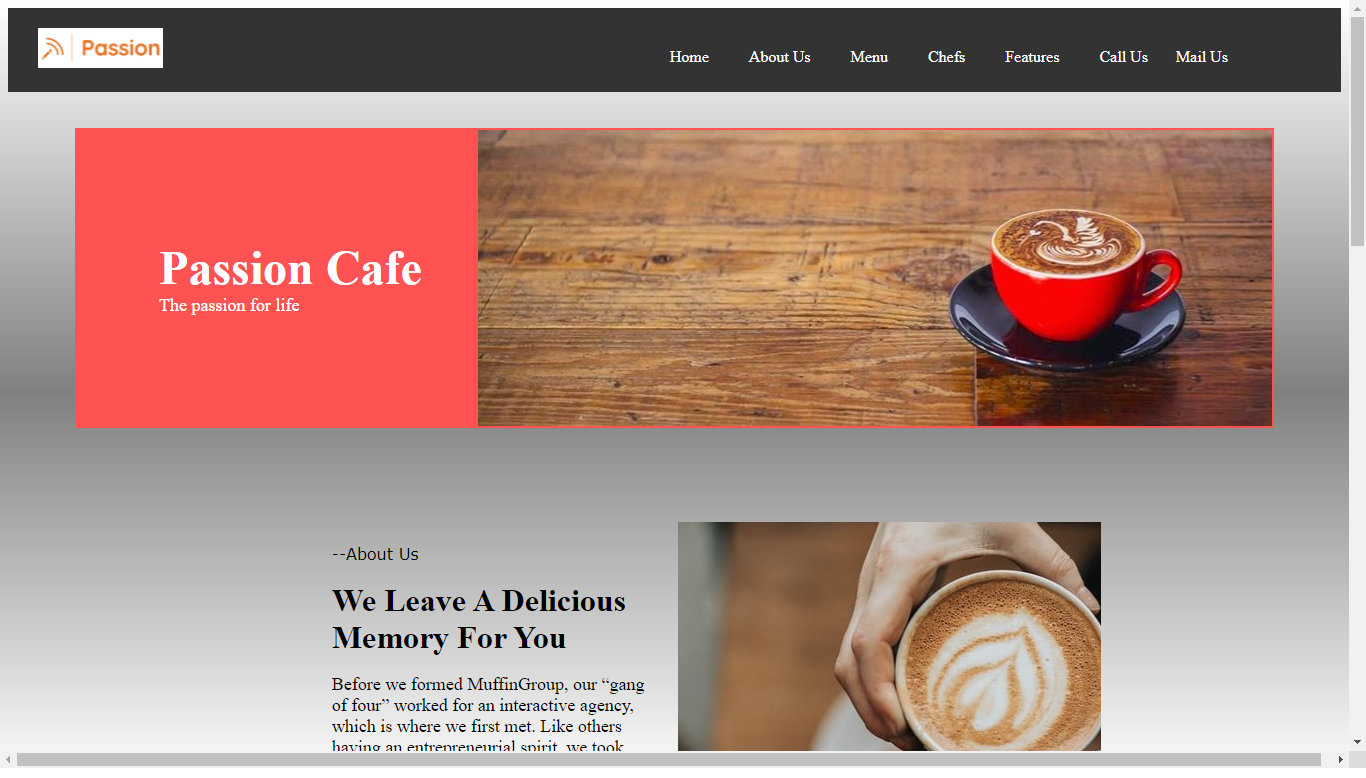 Passion
Home About Us Menu Chefs Features Call Us Mail Us
Passion Cafe
The passion for life
--About Us
We Leave A Delicious
Memory For You
Before we formed MuffinGroup, our “gang
of four” worked for an interactive agency,
which is where we first met. Like others
having an entrepreneurial spirit, we took